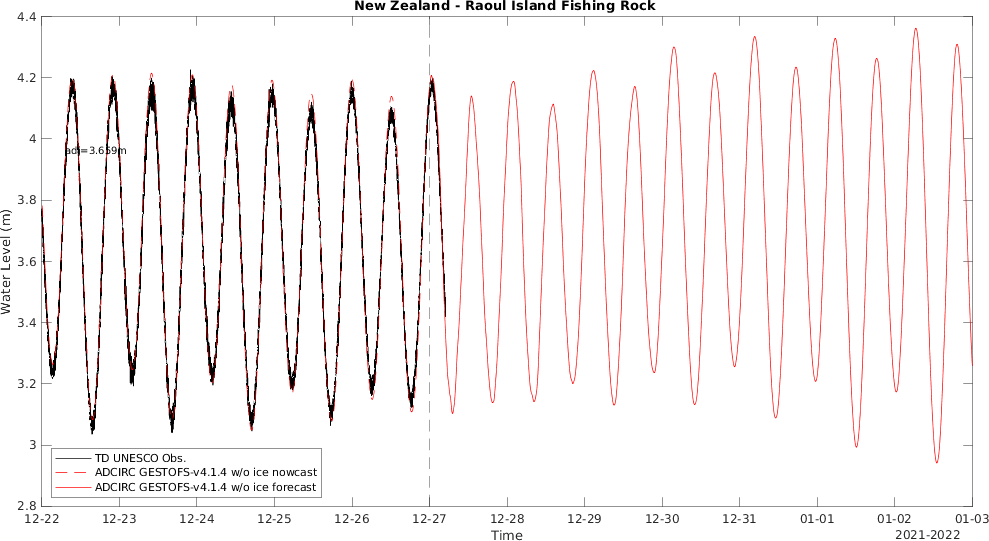 New Zealand - Raoul Island Fishing Rock
4.4
4.2
4
3.8
3.6
3.4
3.2
3
2.8
Water Level (m)
adj=3.659m
TD UNESCO Obs.
ADCIRC GESTOFS-v4.1.4 w/o ice nowcast
ADCIRC GESTOFS-v4.1.4 w/o ice forecast
12-22 12-23 12-24 12-25 12-26 12-27 12-28 12-29 12-30 12-31 01-01 01-02 01-03
Time
2021-2022